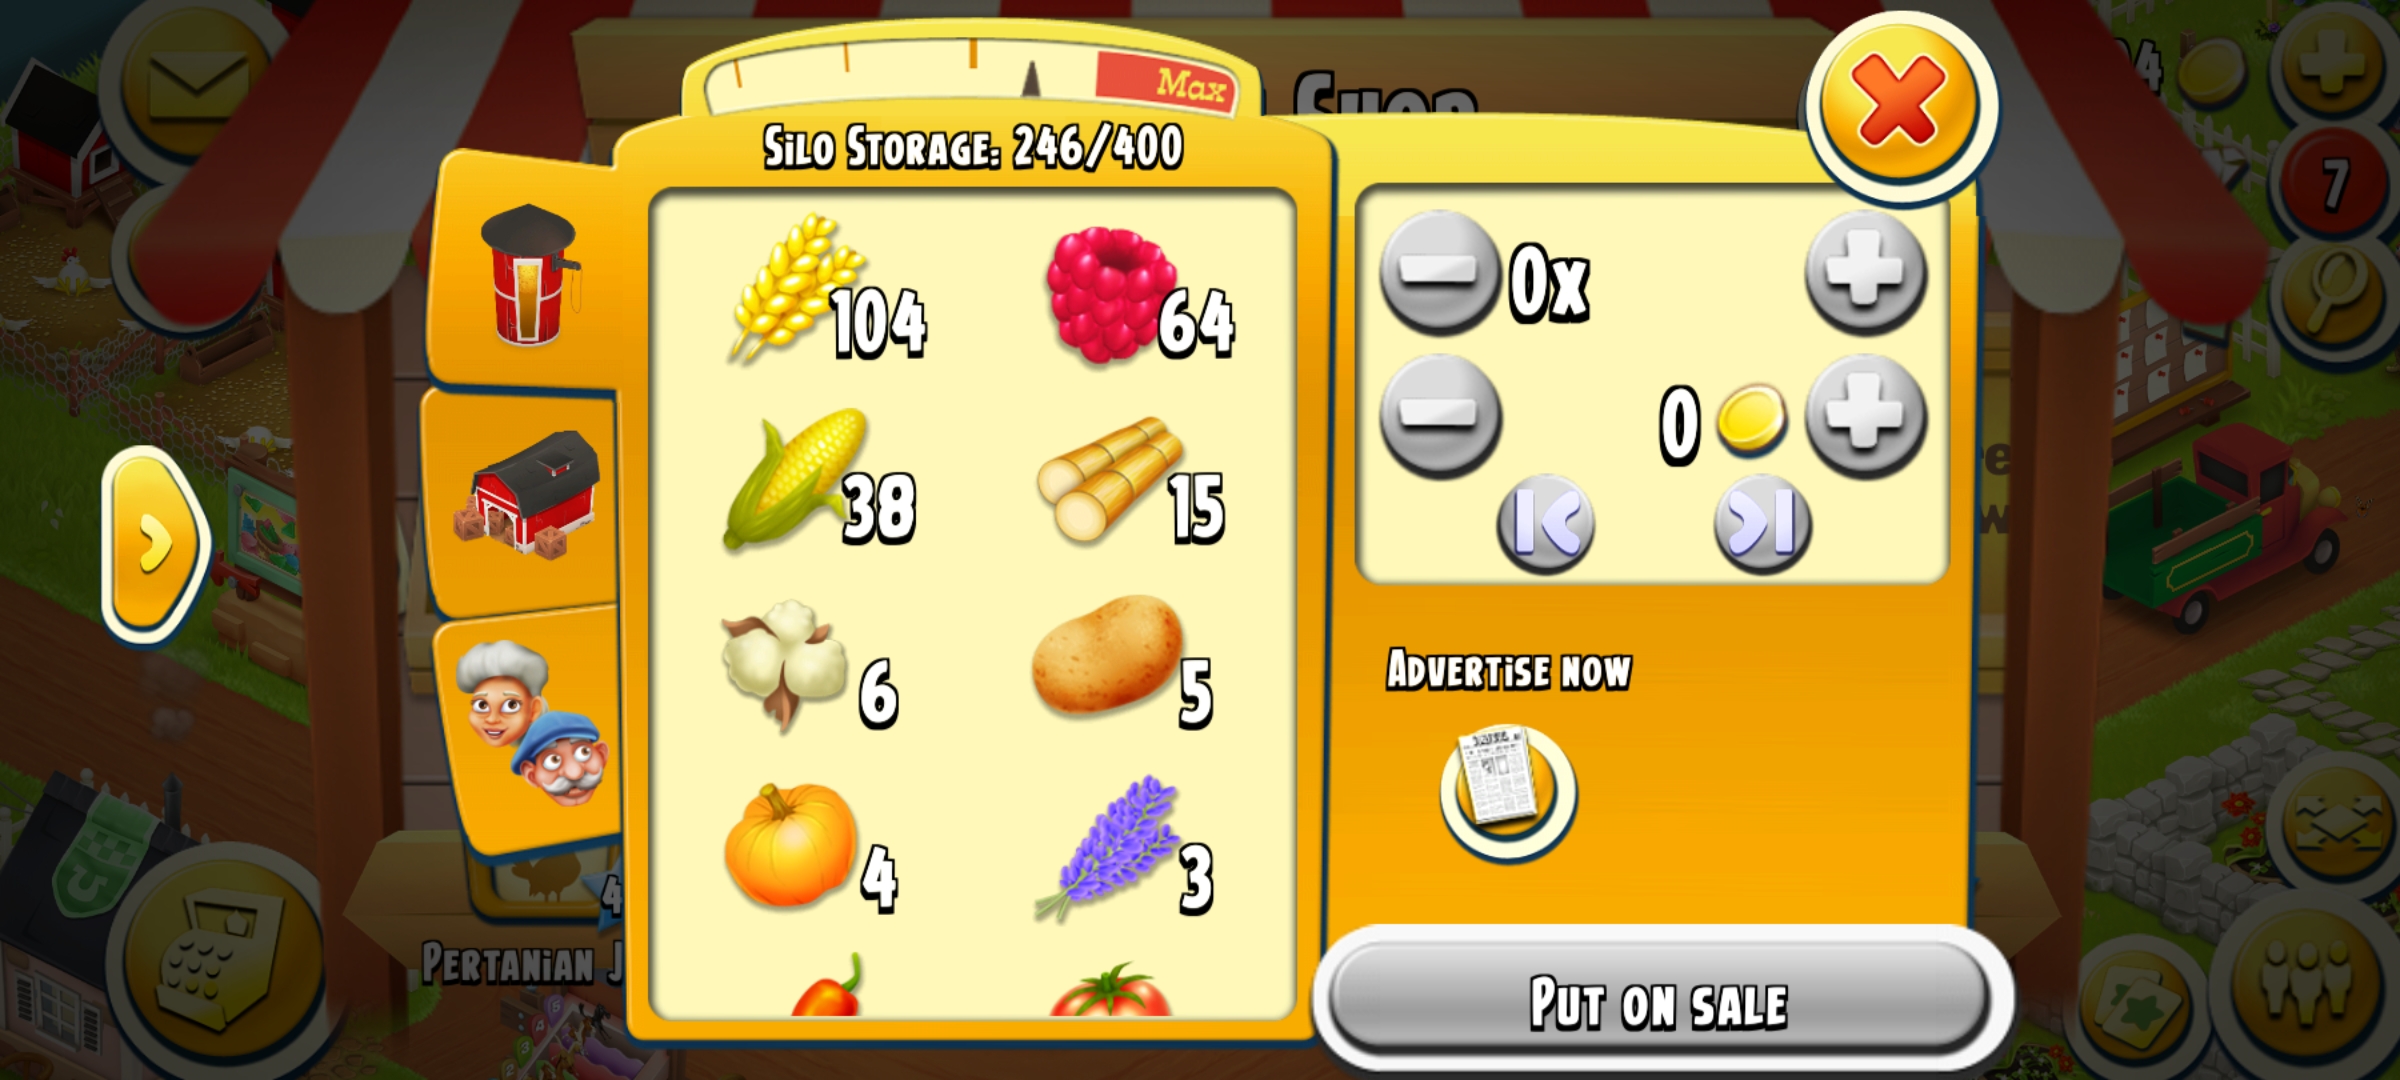 Shop
Max
SiLO STORAGE: 246/400
104
64
38
15
6
5
4
3
0x
0
ADVERTiSE NOW
PUT ON SALE
7
PERTANiAN J